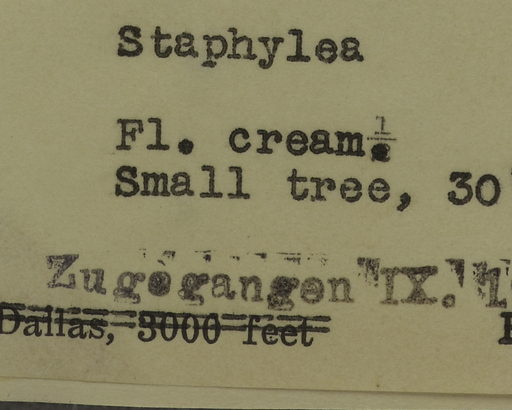 Staphylea
Fl. cream.
Small tree, 30'
Zugegangen IX.
Dallas, 3000 feet